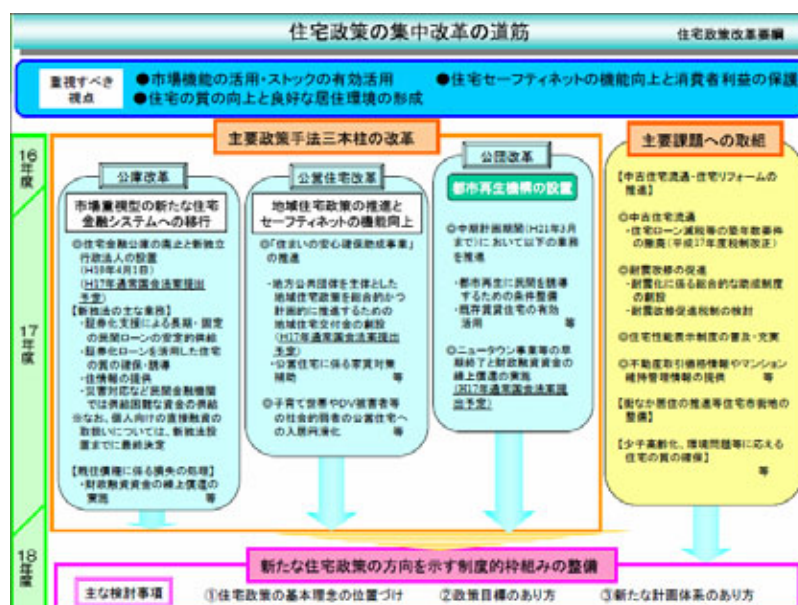 住宅政策の集中改革の道筋
住宅政策改革要綱
重視すべき
視点
●市場機能の活用・ストックの有効活用
●住宅セーフティネットの機能向上と消費者利益の保護
●住宅の質の向上と良好な居住環境の形成
16
年
度
17
年
度
18
年
度
主要政策手法三本柱の改革
公庫改革
市場重視型の新たな住宅
金融システムへの移行
◎住宅金融公庫の廃止と新独立
行政法人の設置
(H19年4月1日)
(H17年通常国会法案提出
予定)
【新独法の主な業務】
・証券化支援による長期・固定
の民間ローンの安定的供給
・証券化ローンを活用した住宅
の質の確保・誘導
・住情報の提供
・災害対応など民間金融機関
では供給困難な資金の供給
※なお、個人向けの直接融資の
取扱いについては、新独法設
置までに最終決定
【既往債権に係る損失の処理】
・財政融資資金の繰上償還の
実施 等
公営住宅改革
地域住宅政策の推進と
セーフティネットの機能向上
◎「住まいの安心確保助成事業」
の推進
・地方公共団体を主体とした
地域住宅政策を総合的かつ
計画的に推進するための
地域住宅交付金の創設
(H17年通常国会法案提出
予定)
・公営住宅に係る家賃対策
補助 等
◎子育て世帯やDV被害者等
の社会的弱者の公営住宅へ
の入居円滑化 等
公団改革
都市再生機構の設置
◎中期計画期間(H21年3月
まで)において以下の業務
を推進
・都市再生に民間を誘導
するための条件整備
・既存賃貸住宅の有効
活用 等
◎ニュータウン事業等の早
期終了と財政融資資金の
繰上償還の実施
(H17年通常国会法案提
出予定)
主要課題への取組
【中古住宅流通・住宅リフォームの
推進】
◎中古住宅流通
・住宅ローン減税等の築年数要件
の撤廃(平成17年度税制改正)
◎耐震改修の促進
・耐震化に係る総合的な助成制度
の創設
・耐震改修促進税制の検討
◎住宅性能表示制度の普及・充実
◎不動産取引価格情報やマンション
維持管理情報の提供 等
【街なか居住の推進等住宅市街地の
整備】
【少子高齢化、環境問題等に応える
住宅の質の確保】
等
新たな住宅政策の方向を示す制度的枠組みの整備
主な検討事項
①住宅政策の基本理念の位置づけ
②政策目標のあり方
③新たな計画体系のあり方